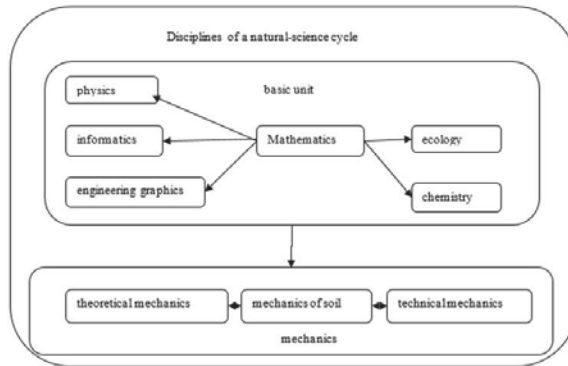 Disciplines of a natural-science cycle
basic unit
physics
informatics
Mathematics
ecology
engineering graphics
chemistry
theoretical mechanics
mechanics of soil
technical mechanics
mechanics